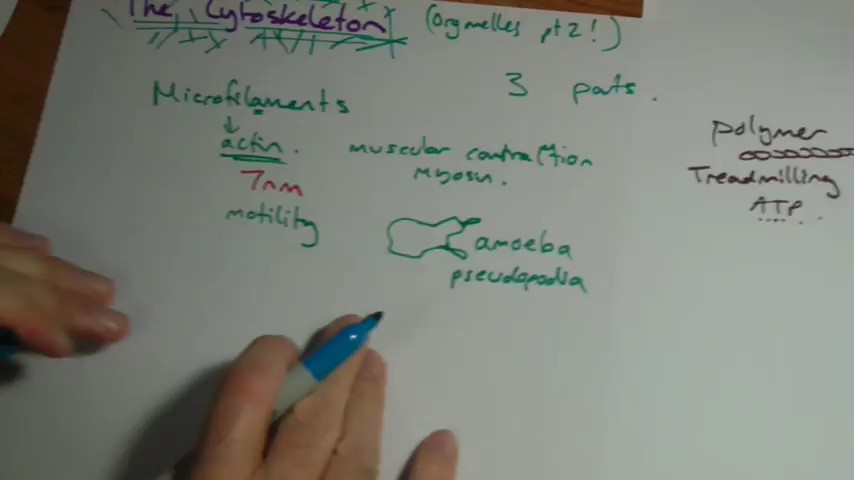 The Cytoskeleton (Organelles pt 2!)
3 parts.
Microfilaments
actin.
7nm
motility
muscular contraction
Myosin.
amoeba
pseudopodia
polymer
Treadmilling
ATP